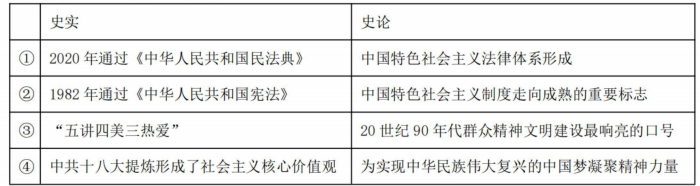 史实 史论
① 2020 年通过《中华人民共和国民法典》 中国特色社会主义法律体系形成
② 1982 年通过《中华人民共和国宪法》 中国特色社会主义制度走向成熟的重要标志
③ “五讲四美三热爱” 20 世纪 90 年代群众精神文明建设最响亮的口号
④ 中共十八大提炼形成了社会主义核心价值观 为实现中华民族伟大复兴的中国梦凝聚精神力量